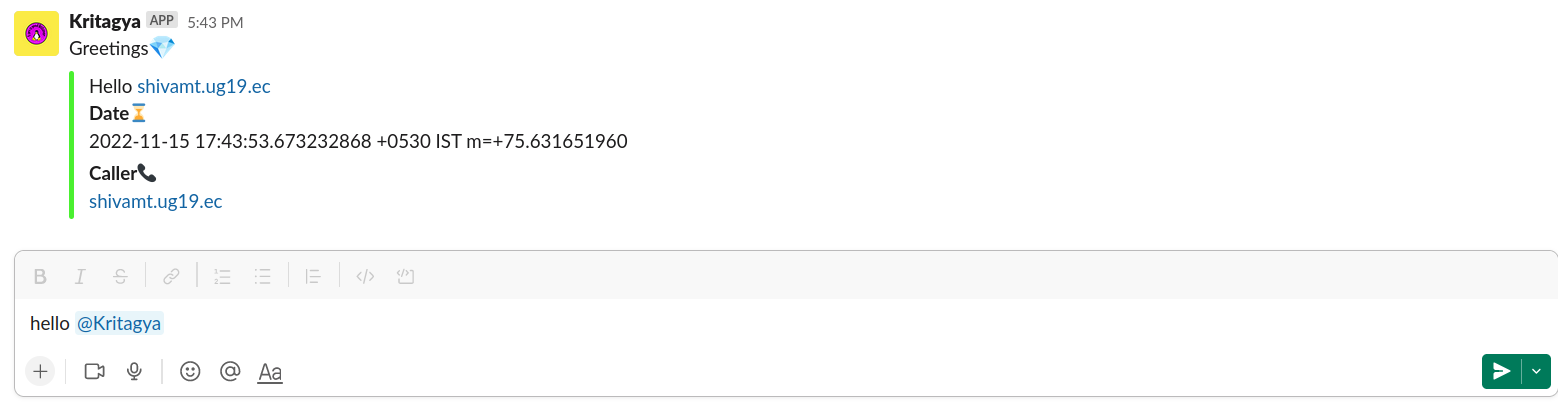 Kritagya APP 5:43 PM
Greetings💎
Hello shivamt.ug19.ec
Date⌛
2022-11-15 17:43:53.673232868 +0530 IST m=+75.631651960
Caller📞
shivamt.ug19.ec
B I S
hello @Kritagya
Aa